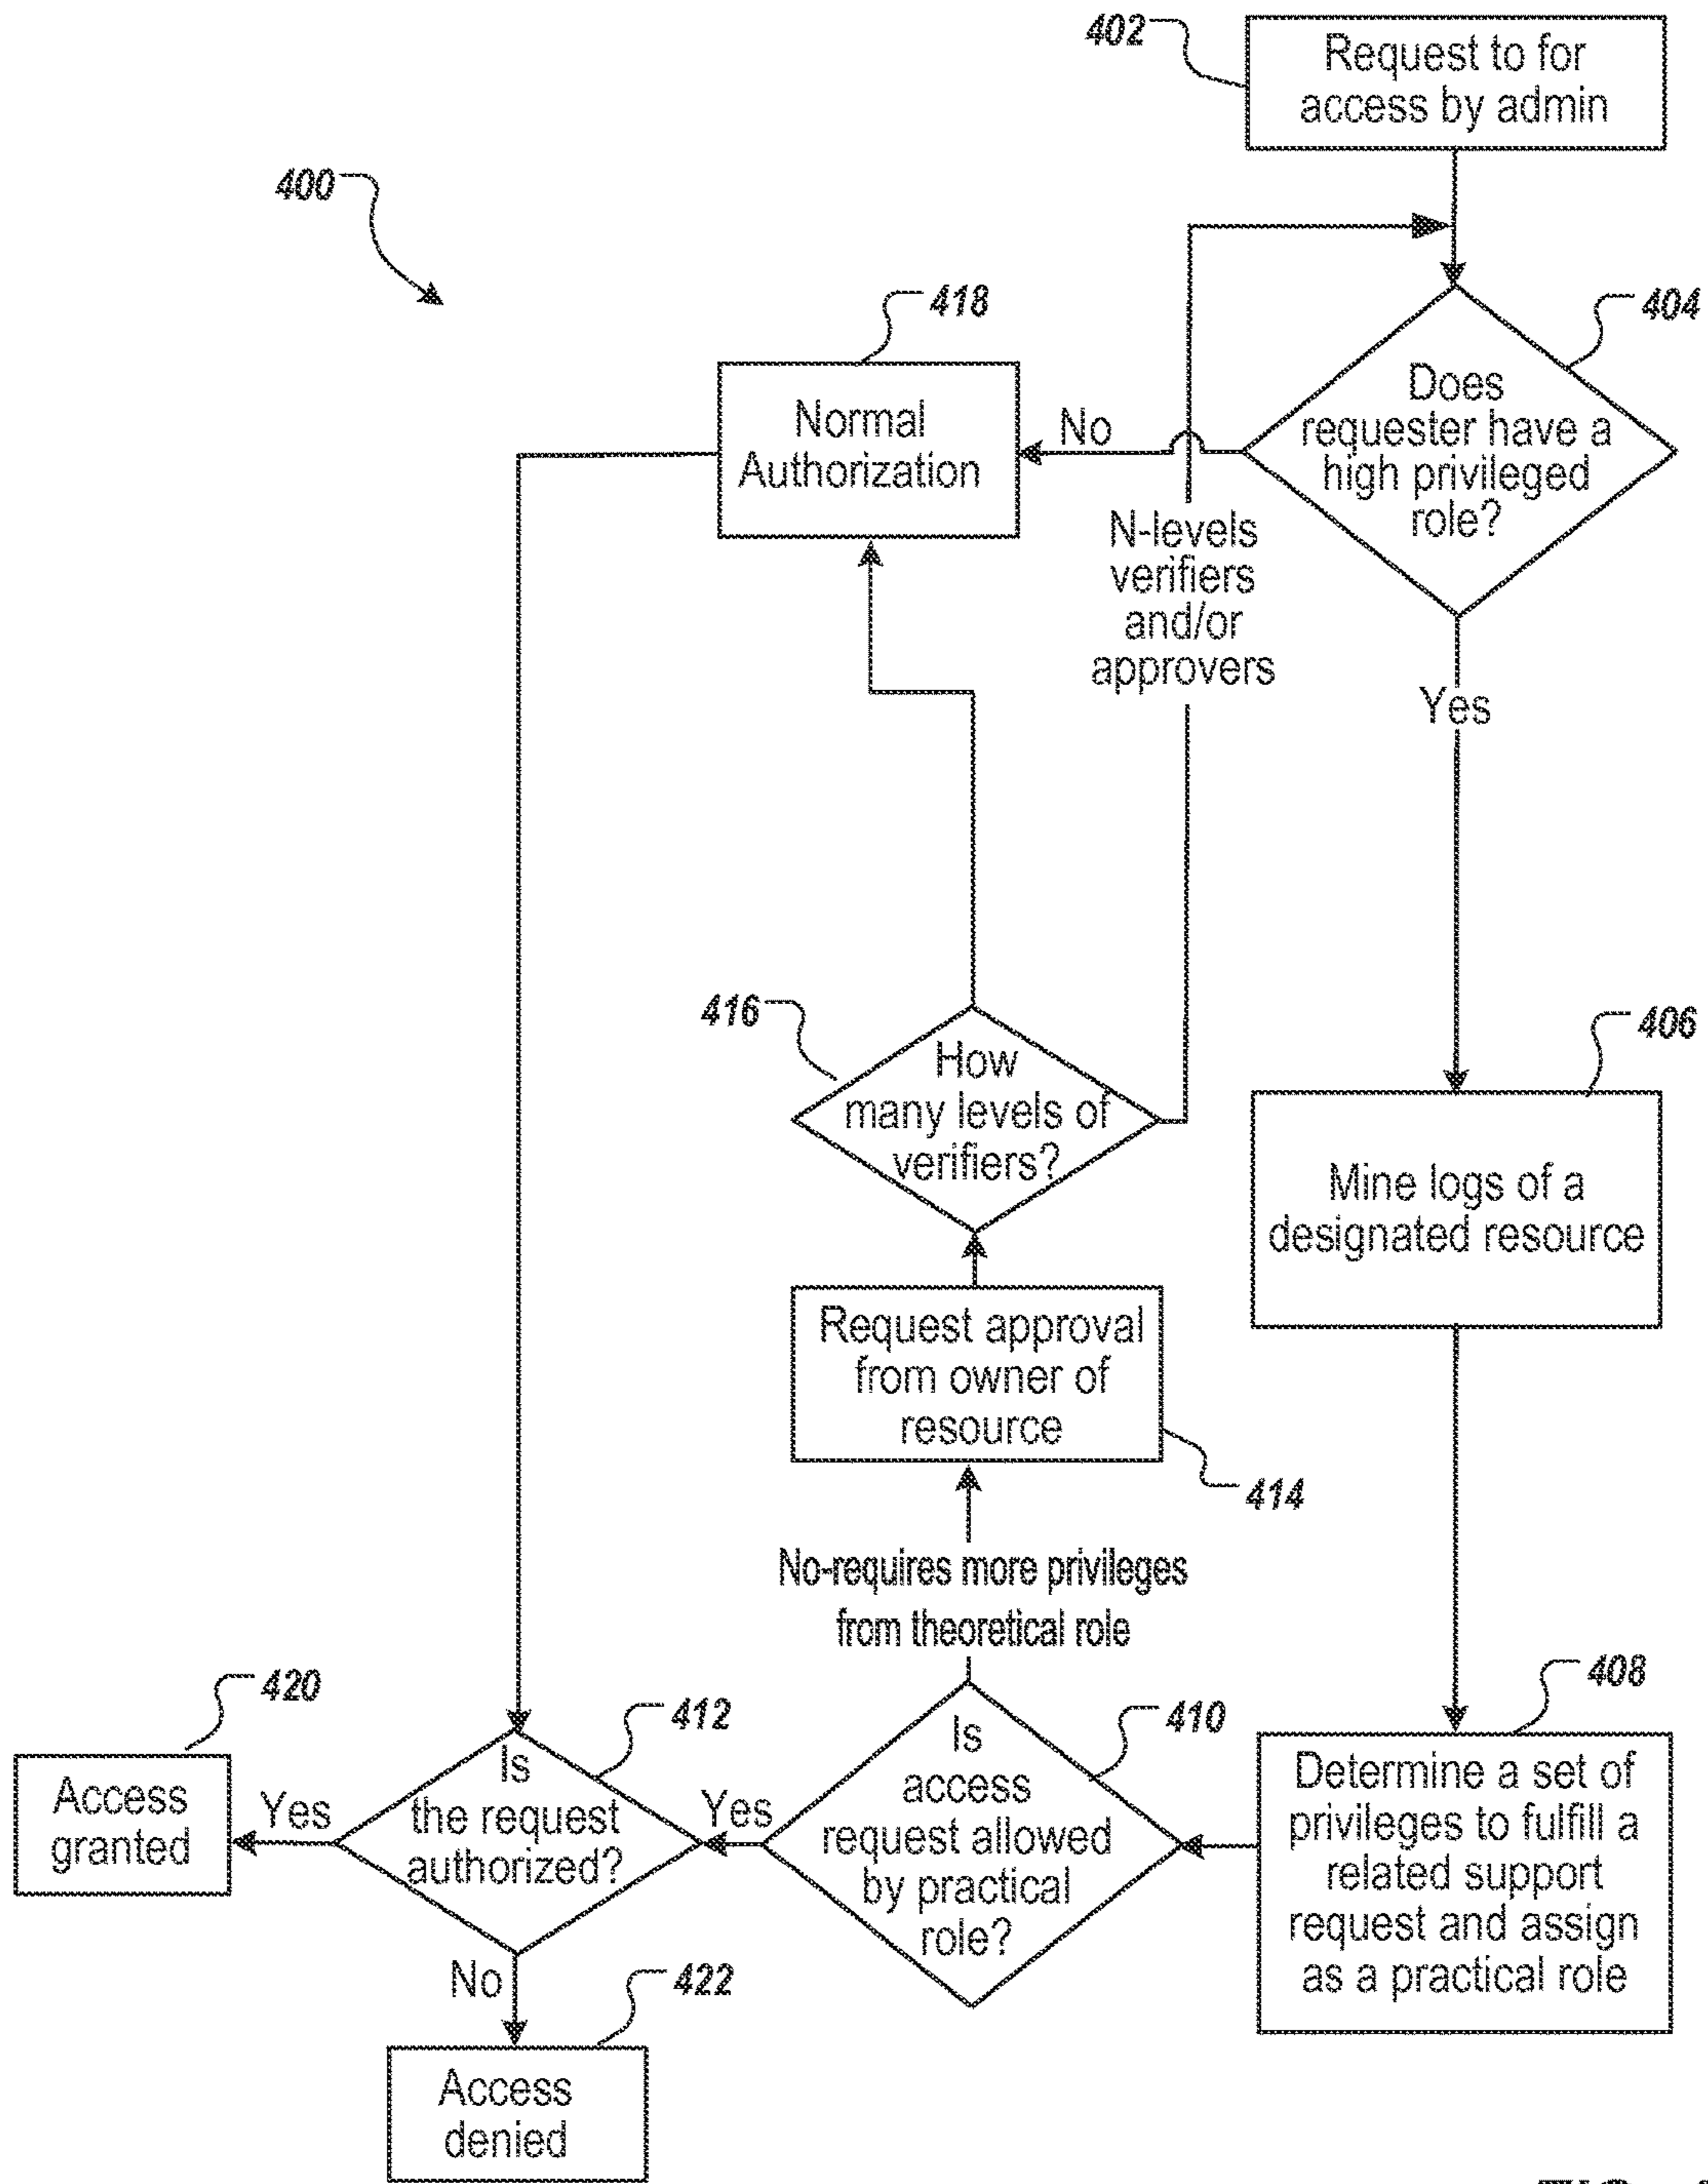 402
Request to for
access by admin
400
418
404
Normal
Authorization
No
Does
requester have a
high privileged
role?
N-levels
verifiers
and/or
approvers
Yes
416
How
many levels of
verifiers?
406
Mine logs of a
designated resource
Request approval
from owner of
resource
414
No-requires more privileges
from theoretical role
420
Access
granted
Yes
412
Is
the request
authorized?
Yes
410
Is
access
request allowed
by practical
role?
408
Determine a set of
privileges to fulfill a
related support
request and assign
as a practical role
No
422
Access
denied